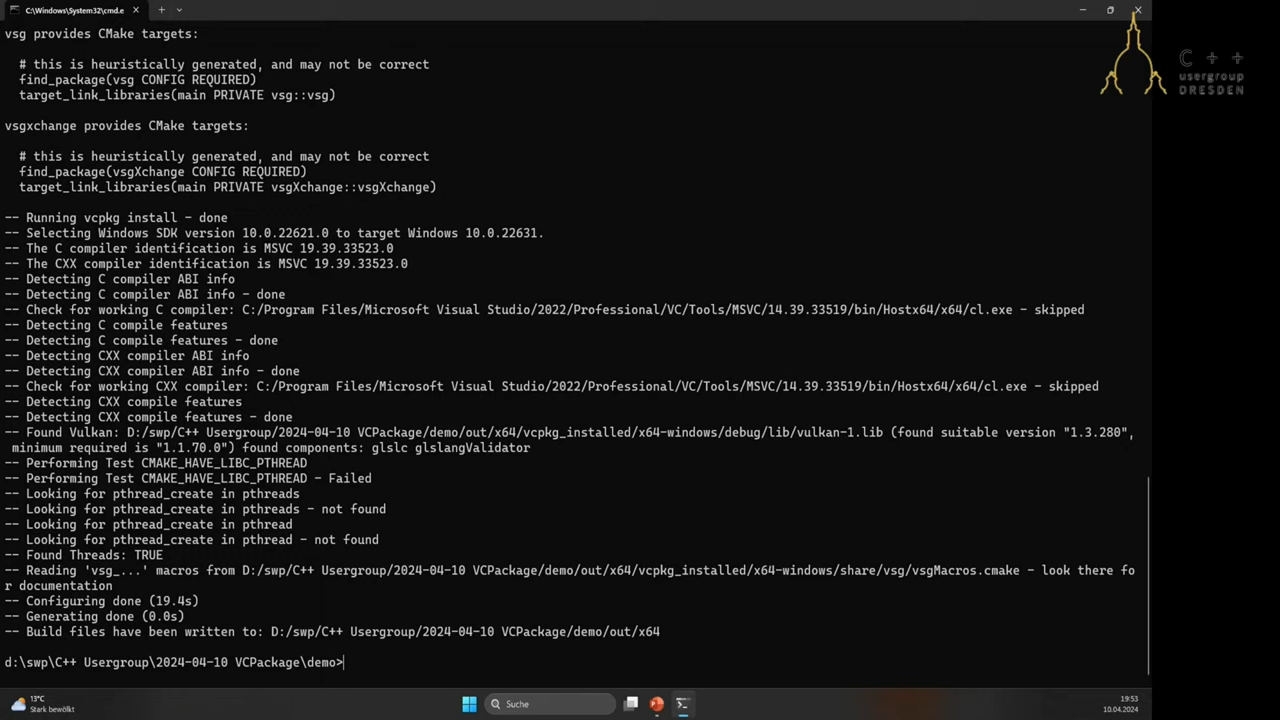 C:\Windows\System32\cmd.e
vsg provides CMake targets:
# this is heuristically generated, and may not be correct
find_package(vsg CONFIG REQUIRED)
target_link_libraries(main PRIVATE vsg::vsg)
vsgxchange provides CMake targets:
# this is heuristically generated, and may not be correct
find_package(vsgXchange CONFIG REQUIRED)
target_link_libraries(main PRIVATE vsgXchange::vsgXchange)
-- Running vcpkg install - done
-- Selecting Windows SDK version 10.0.22621.0 to target Windows 10.0.22631.
-- The C compiler identification is MSVC 19.39.33523.0
-- The CXX compiler identification is MSVC 19.39.33523.0
-- Detecting C compiler ABI info
-- Detecting C compiler ABI info - done
-- Check for working C compiler: C:/Program Files/Microsoft Visual Studio/2022/Professional/VC/Tools/MSVC/14.39.33519/bin/Hostx64/x64/cl.exe - skipped
-- Detecting C compile features
-- Detecting C compile features - done
-- Detecting CXX compiler ABI info
-- Detecting CXX compiler ABI info - done
-- Check for working CXX compiler: C:/Program Files/Microsoft Visual Studio/2022/Professional/VC/Tools/MSVC/14.39.33519/bin/Hostx64/x64/cl.exe - skipped
-- Detecting CXX compile features
-- Detecting CXX compile features - done
-- Found Vulkan: D:/swp/C++ Usergroup/2024-04-10 VCPackage/demo/out/x64/vcpkg_installed/x64-windows/debug/lib/vulkan-1.lib (found suitable version "1.3.280",
minimum required is "1.1.70.0") found components: glslc glslangValidator
-- Performing Test CMAKE_HAVE_LIBC_PTHREAD
-- Performing Test CMAKE_HAVE_LIBC_PTHREAD - Failed
-- Looking for pthread_create in pthreads
-- Looking for pthread_create in pthreads - not found
-- Looking for pthread_create in pthread
-- Looking for pthread_create in pthread - not found
-- Found Threads: TRUE
-- Reading 'vsg_...' macros from D:/swp/C++ Usergroup/2024-04-10 VCPackage/demo/out/x64/vcpkg_installed/x64-windows/share/vsg/vsgMacros.cmake - look there fo
r documentation
-- Configuring done (19.4s)
-- Generating done (0.0s)
-- Build files have been written to: D:/swp/C++ Usergroup/2024-04-10 VCPackage/demo/out/x64
d:\swp\C++ Usergroup\2024-04-10 VCPackage\demo>
C++
usergroup
DRESDEN
13°C
Stark bewölkt
Suche
19:53
10.04.2024